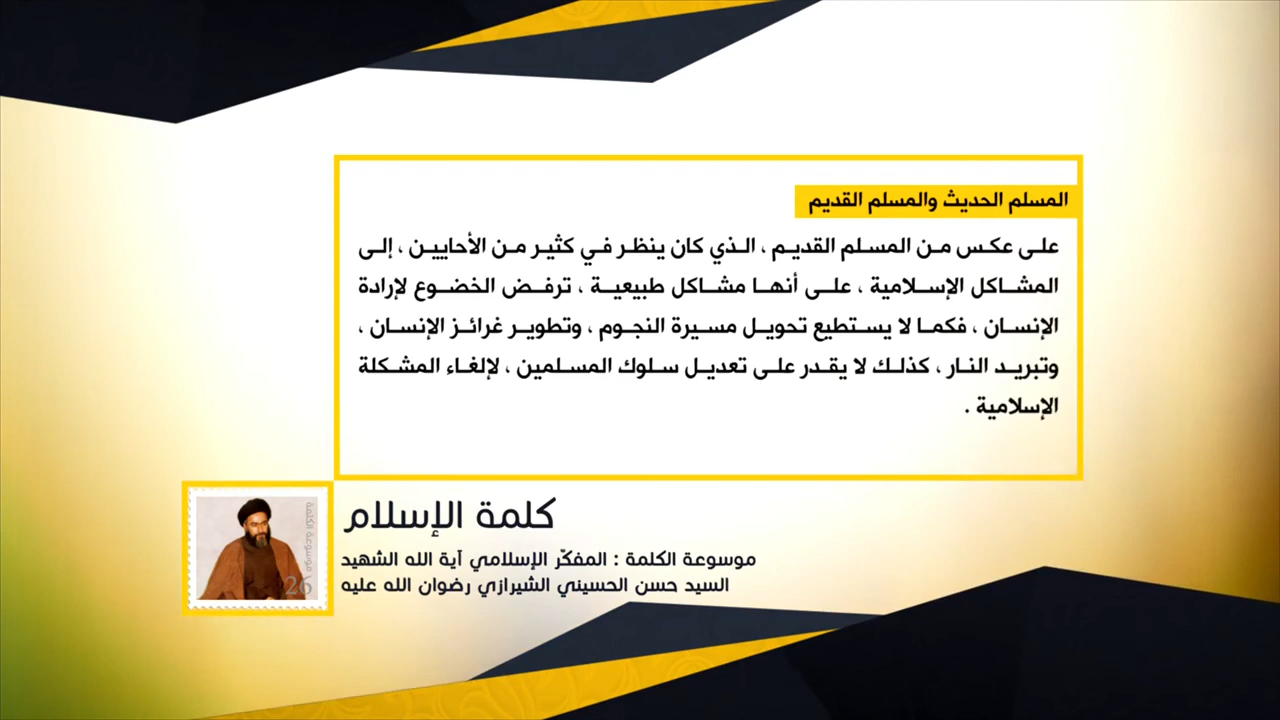 المسلم الحديث والمسلم القديم
على عكس من المسلم القديم ، الذي كان ينظر في كثير من الأحايين ، إلى
المشاكل الإسلامية ، على أنها مشاكل طبيعية ، ترفض الخضوع لإرادة
الإنسان ، فكما لا يستطيع تحويل مسيرة النجوم ، وتطوير غرائز الإنسان ،
وتبريد النار ، كذلك لا يقدر على تعديل سلوك المسلمين ، لإلغاء المشكلة
الإسلامية .
كلمة الإسلام
موسوعة الكلمة : المفكّر الإسلامي آية الله الشهيد
السيد حسن الحسيني الشيرازي رضوان الله عليه
موسوعة الكلمة
26